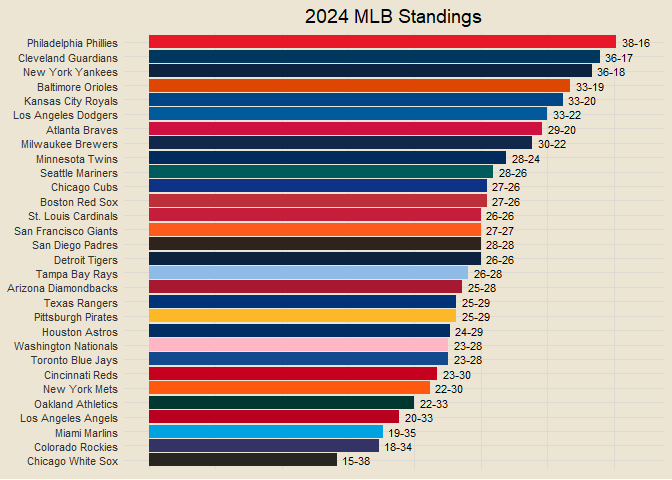 2024 MLB Standings
Philadelphia Phillies 38-16
Cleveland Guardians 36-17
New York Yankees 36-18
Baltimore Orioles 33-19
Kansas City Royals 33-20
Los Angeles Dodgers 33-22
Atlanta Braves 29-20
Milwaukee Brewers 30-22
Minnesota Twins 28-24
Seattle Mariners 28-26
Chicago Cubs 27-26
Boston Red Sox 27-26
St. Louis Cardinals 26-26
San Francisco Giants 27-27
San Diego Padres 28-28
Detroit Tigers 26-26
Tampa Bay Rays 26-28
Arizona Diamondbacks 25-28
Texas Rangers 25-29
Pittsburgh Pirates 25-29
Houston Astros 24-29
Washington Nationals 23-28
Toronto Blue Jays 23-28
Cincinnati Reds 23-30
New York Mets 22-30
Oakland Athletics 22-33
Los Angeles Angels 20-33
Miami Marlins 19-35
Colorado Rockies 18-34
Chicago White Sox 15-38